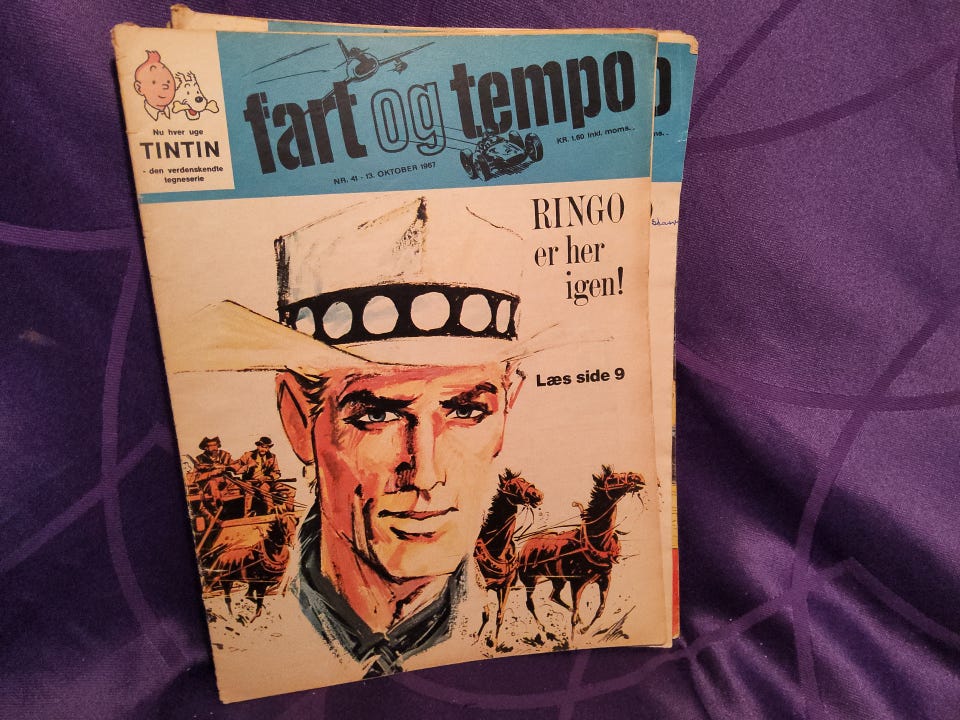 Nu hver uge
TINTIN
- den verdenskendte
tegneserie
fart og tempo
NR. 41 - 13. OKTOBER 1967
KR. 1,60 inkl. moms. .
RINGO
er her
igen!
Læs side 9
o
ns. .